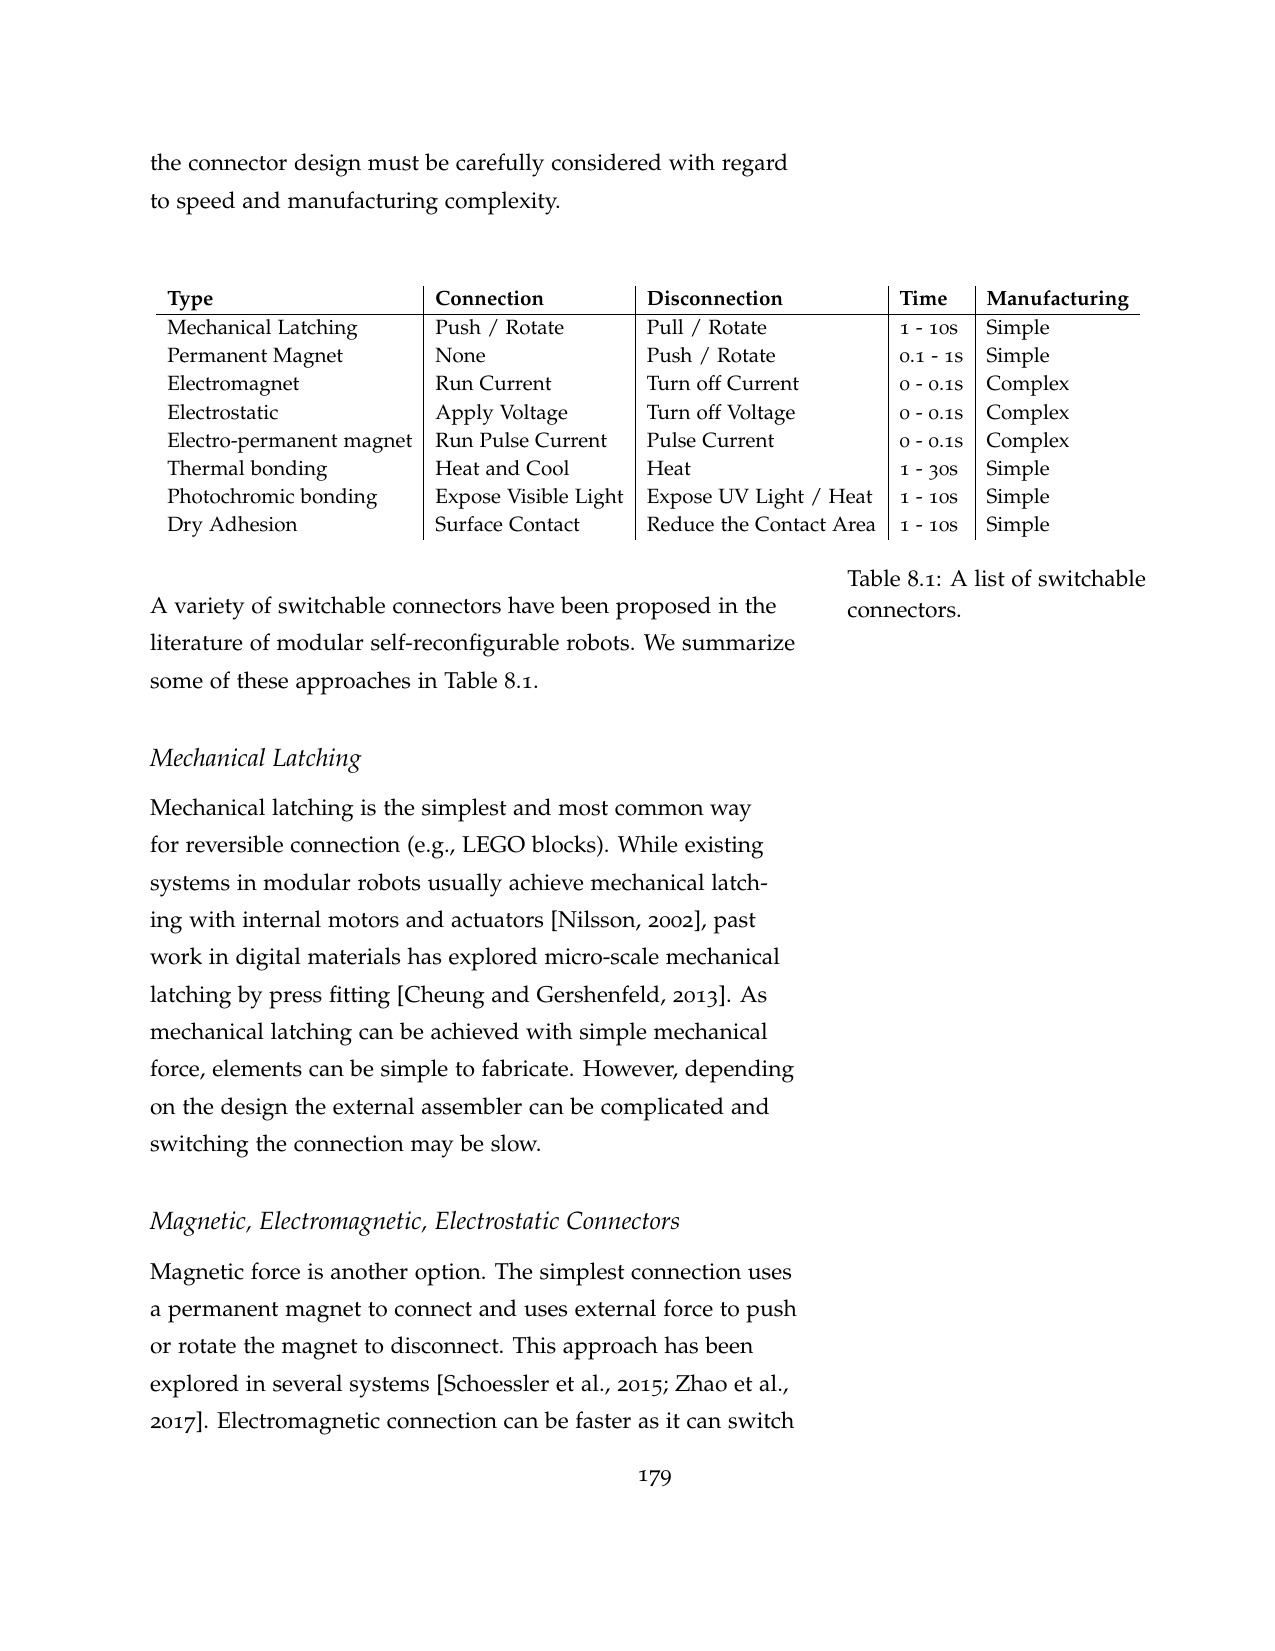 the connector design must be carefully considered with regard
to speed and manufacturing complexity.
Type Connection Disconnection Time Manufacturing
Mechanical Latching Push / Rotate Pull / Rotate 1 - 10s Simple
Permanent Magnet None Push / Rotate 0.1 - 1s Simple
Electromagnet Run Current Turn off Current 0 - 0.1s Complex
Electrostatic Apply Voltage Turn off Voltage 0 - 0.1s Complex
Electro-permanent magnet Run Pulse Current Pulse Current 0 - 0.1s Complex
Thermal bonding Heat and Cool Heat 1 - 30s Simple
Photochromic bonding Expose Visible Light Expose UV Light / Heat 1 - 10s Simple
Dry Adhesion Surface Contact Reduce the Contact Area 1 - 10s Simple
Table 8.1: A list of switchable
connectors.
A variety of switchable connectors have been proposed in the
literature of modular self-reconfigurable robots. We summarize
some of these approaches in Table 8.1.
Mechanical Latching
Mechanical latching is the simplest and most common way
for reversible connection (e.g., LEGO blocks). While existing
systems in modular robots usually achieve mechanical latch-
ing with internal motors and actuators [Nilsson, 2002], past
work in digital materials has explored micro-scale mechanical
latching by press fitting [Cheung and Gershenfeld, 2013]. As
mechanical latching can be achieved with simple mechanical
force, elements can be simple to fabricate. However, depending
on the design the external assembler can be complicated and
switching the connection may be slow.
Magnetic, Electromagnetic, Electrostatic Connectors
Magnetic force is another option. The simplest connection uses
a permanent magnet to connect and uses external force to push
or rotate the magnet to disconnect. This approach has been
explored in several systems [Schoessler et al., 2015; Zhao et al.,
2017]. Electromagnetic connection can be faster as it can switch
179